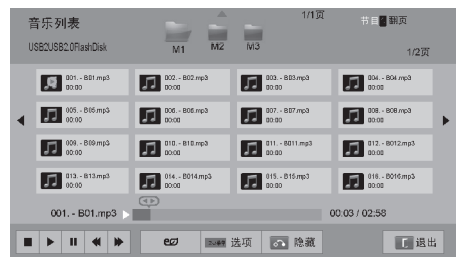 音乐列表
1/1页
节目 翻页
USB2USB2.0FlashDisk
M1 M2 M3
1/2页
001. - B01.mp3
00:00
002. - B02.mp3
00:00
003. - B03.mp3
00:00
004. - B04.mp3
00:00
005. - B05.mp3
00:00
006. - B06.mp3
00:00
007. - B07.mp3
00:00
008. - B08.mp3
00:00
009. - B09.mp3
00:00
010. - B10.mp3
00:00
011. - B011.mp3
00:00
012. - B012.mp3
00:00
013. - B13.mp3
00:00
014. - B014.mp3
00:00
015. - B15.mp3
00:00
016. - B016.mp3
00:00
001. - B01.mp3
00:03 / 02:58
选项
隐藏
退出